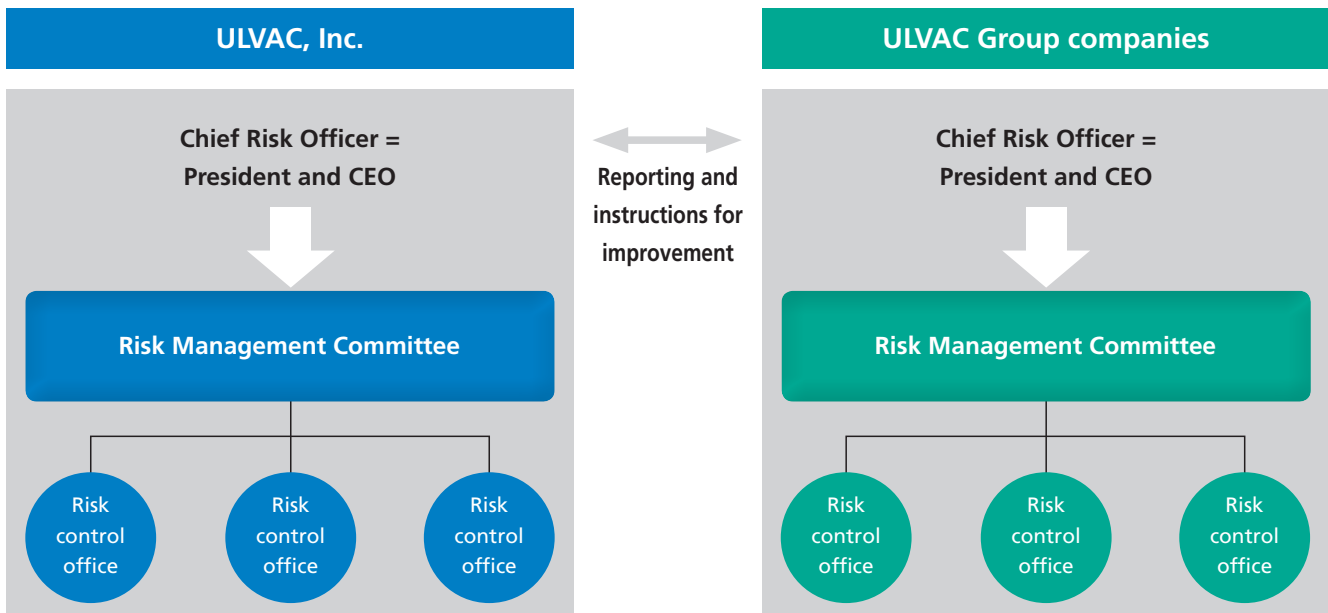 ULVAC, Inc.
Chief Risk Officer =
President and CEO
Risk Management Committee
Risk
control
office
Risk
control
office
Risk
control
office
Reporting and
instructions for
improvement
ULVAC Group companies
Chief Risk Officer =
President and CEO
Risk Management Committee
Risk
control
office
Risk
control
office
Risk
control
office